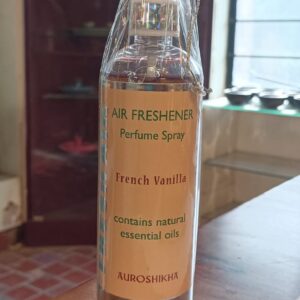 AIR FRESHENER
Perfume Spray
French Vanilla
contains natural
essential oils
AUROSHIKHA